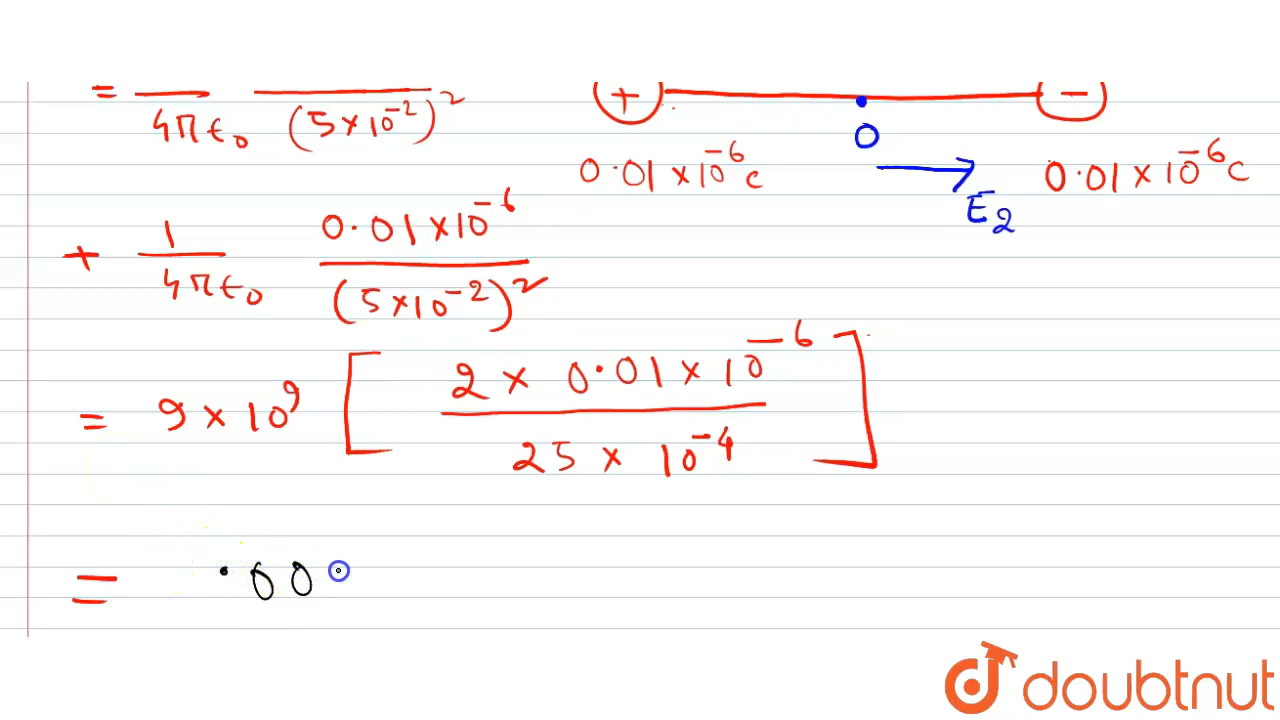 = ——— ———
4πε₀ (5×10⁻²)²
+ −
O
0.01×10⁻⁶c
0.01×10⁻⁶c
E₂
+ 1/4πε₀ 0.01×10⁻⁶/(5×10⁻²)²
= 9×10⁹ [ 2× 0.01×10⁻⁶ / 25 × 10⁻⁴ ]
= .00
doubtnut